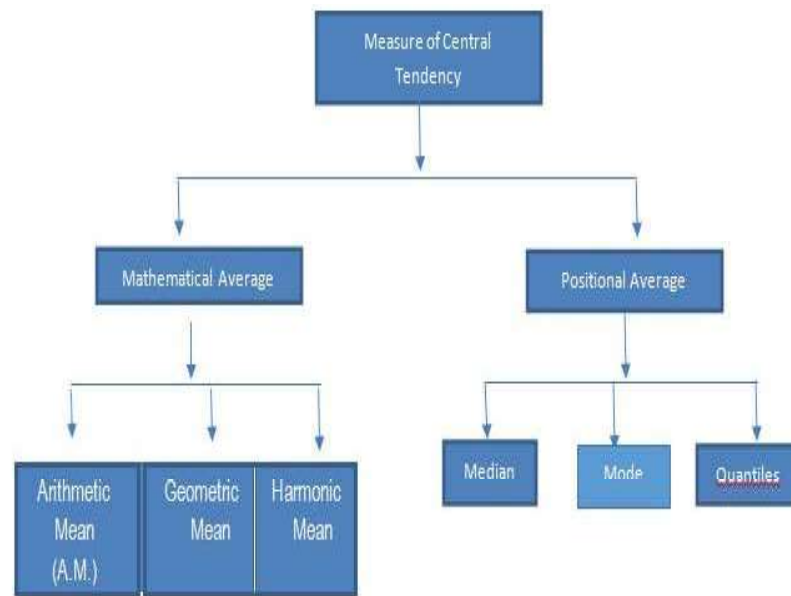 Measure of Central
Tendency
Mathematical Average
Positional Average
Arithmetic
Mean
(A.M.)
Geometric
Mean
Harmonic
Mean
Median
Mode
Quantiles